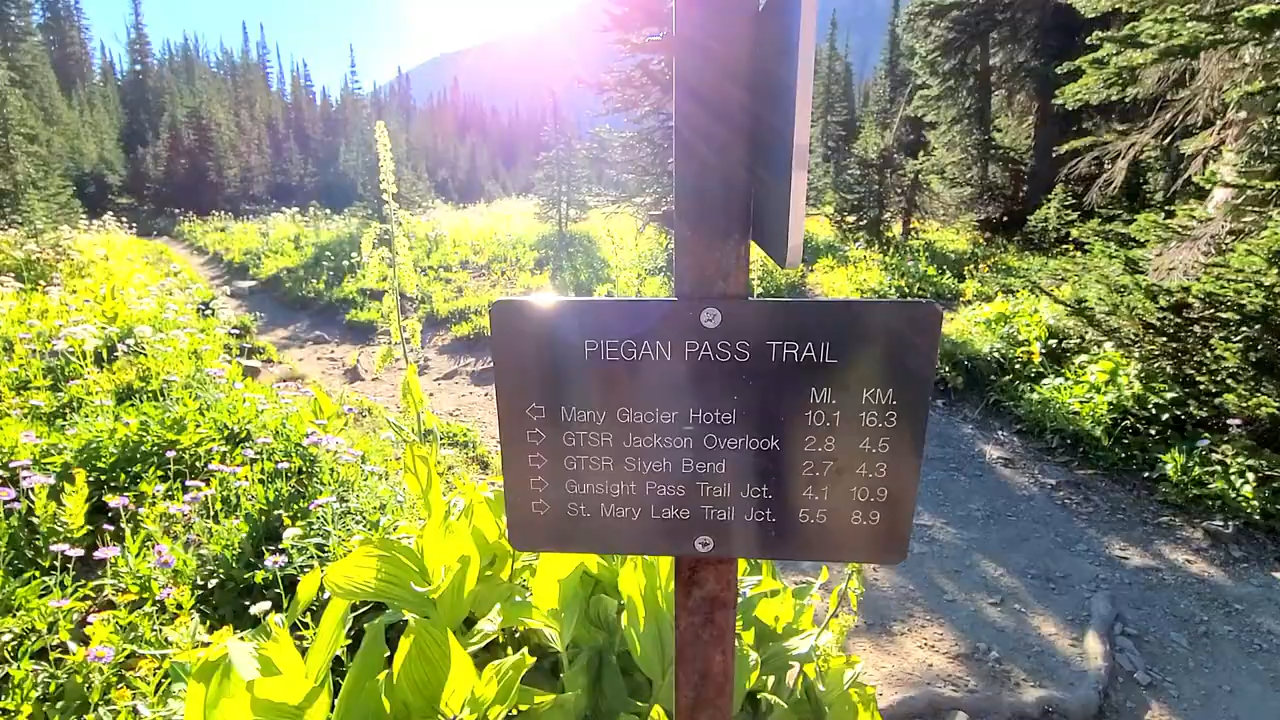 PIEGAN PASS TRAIL
MI. KM.
Many Glacier Hotel 10.1 16.3
GTSR Jackson Overlook 2.8 4.5
GTSR Siyeh Bend 2.7 4.3
Gunsight Pass Trail Jct. 4.1 10.9
St. Mary Lake Trail Jct. 5.5 8.9